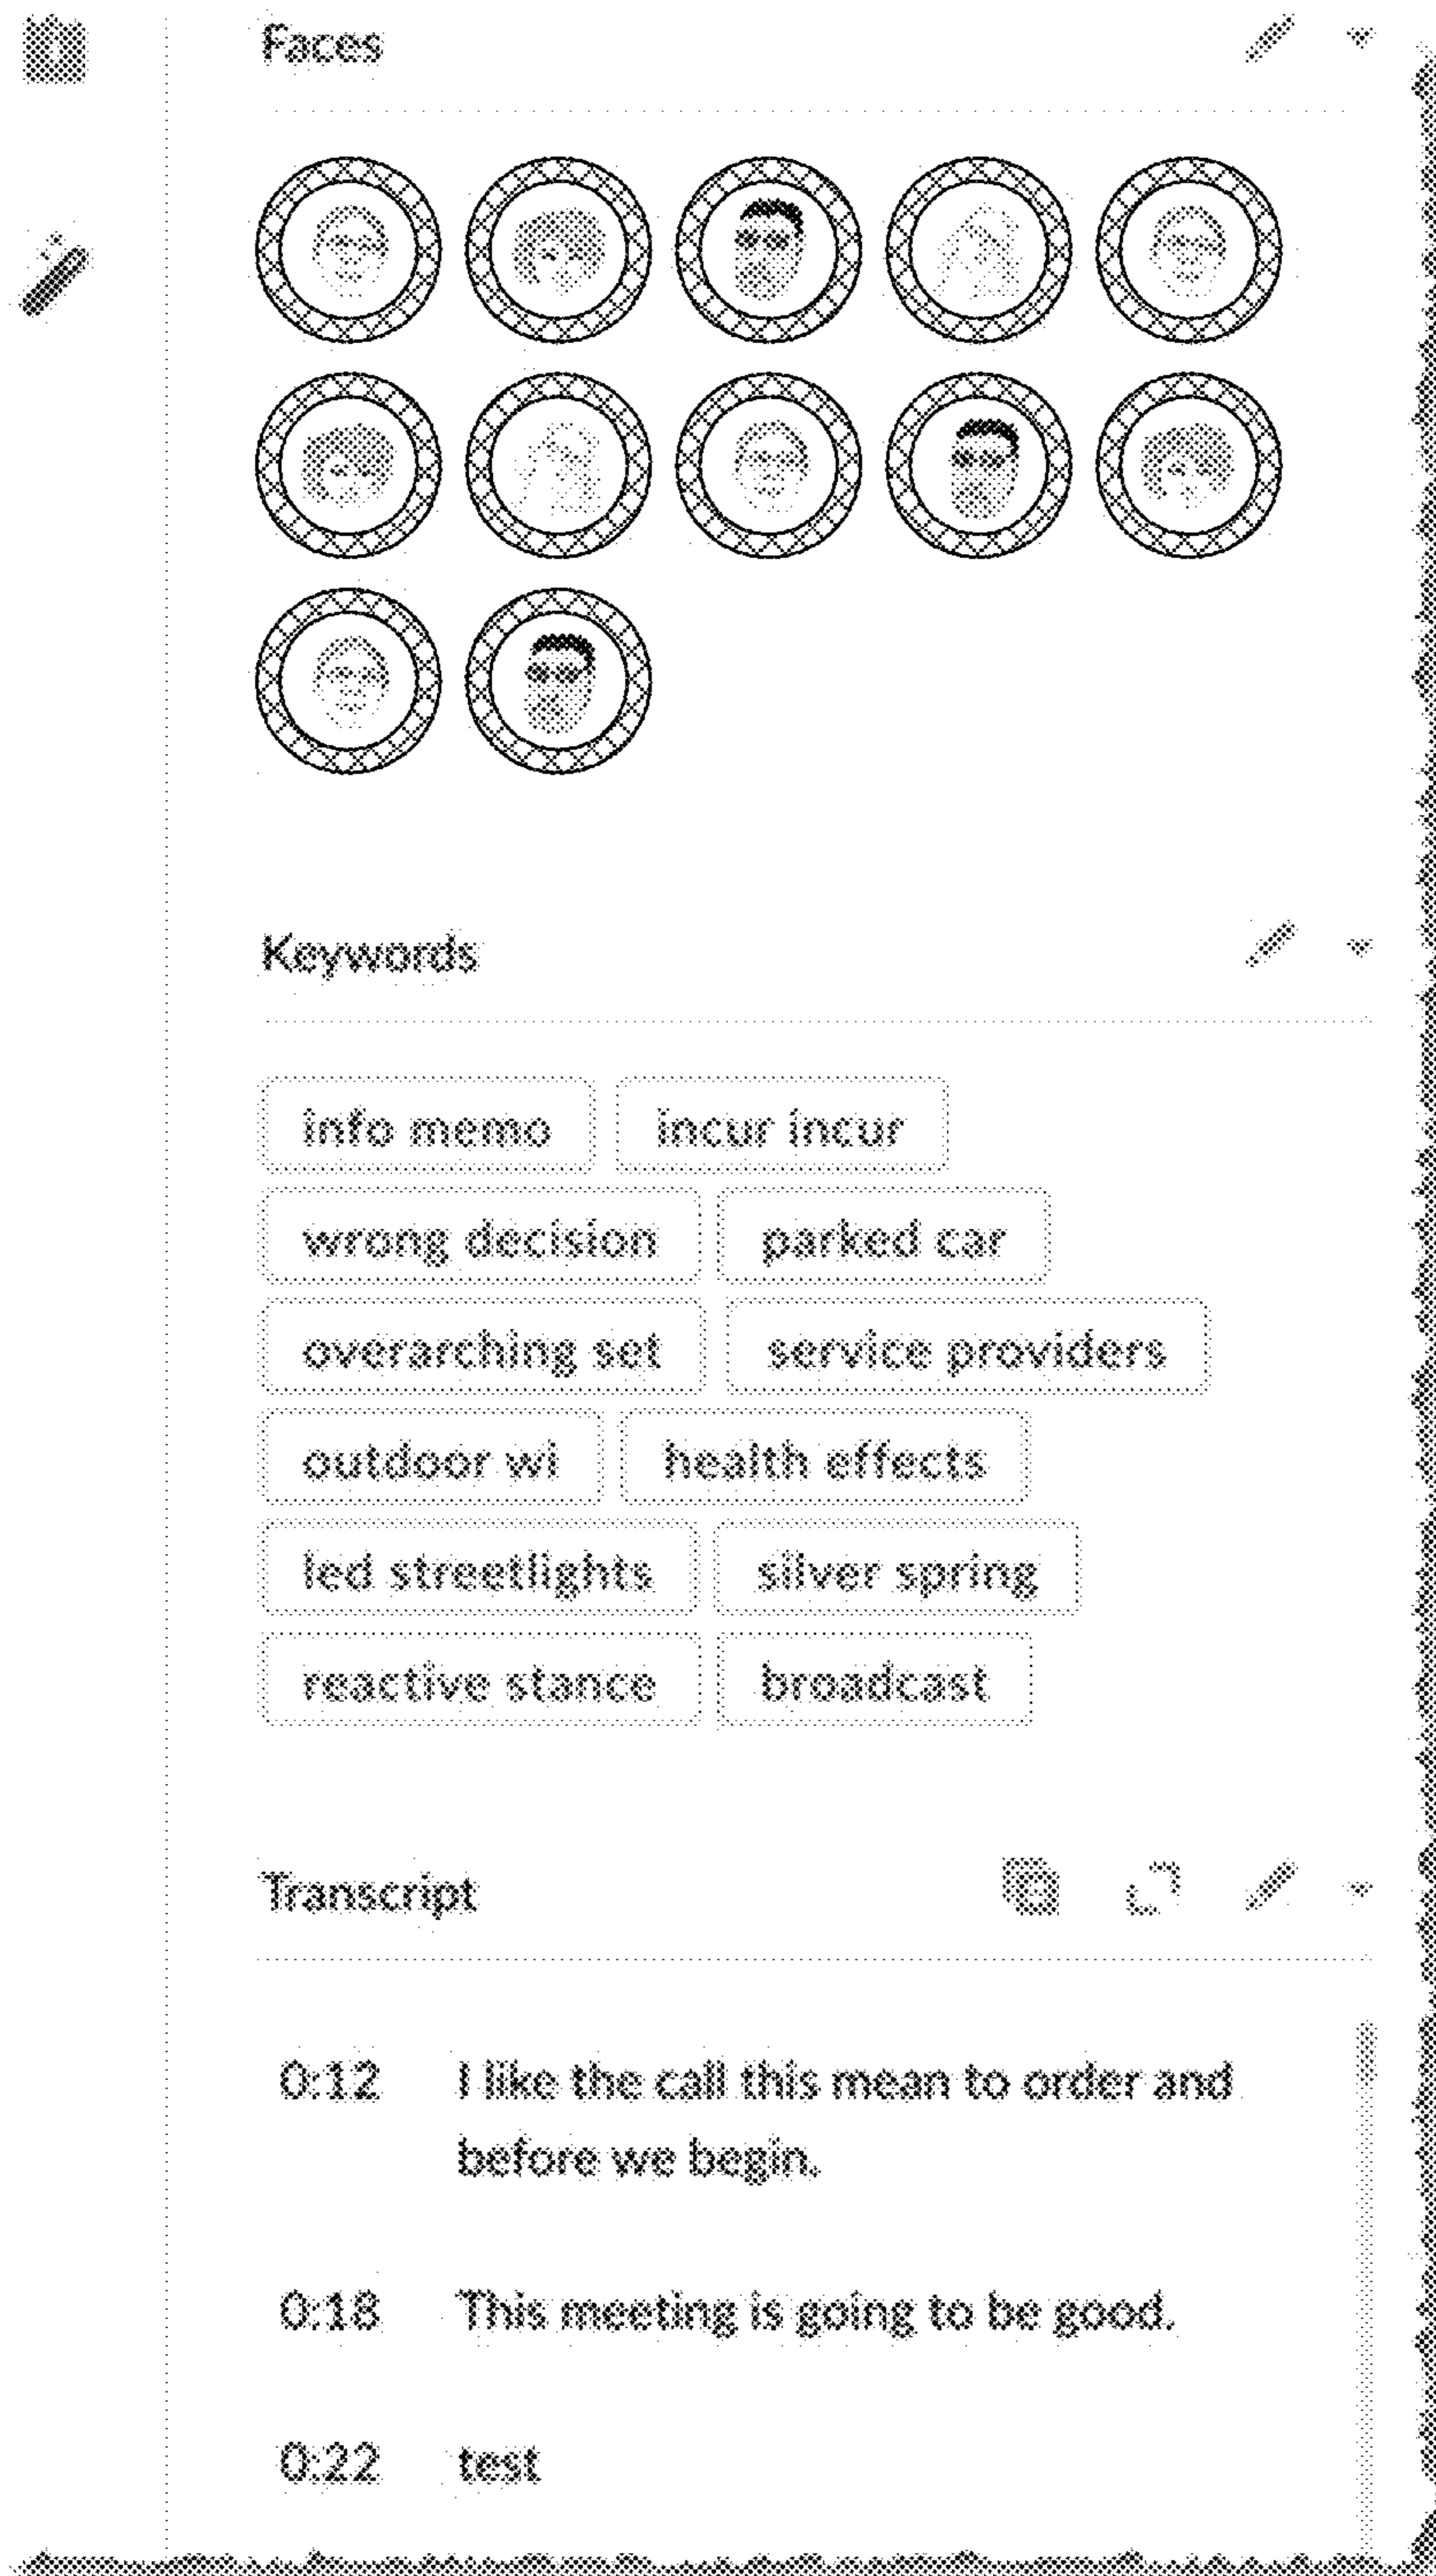 Faces
Keywords
info memo incur incur
wrong decision parked car
overarching set service providers
outdoor wi health effects
led streetlights silver spring
reactive stance broadcast
Transcript
0:12 I like the call this mean to order and
before we begin.
0:18 This meeting is going to be good.
0:22 test